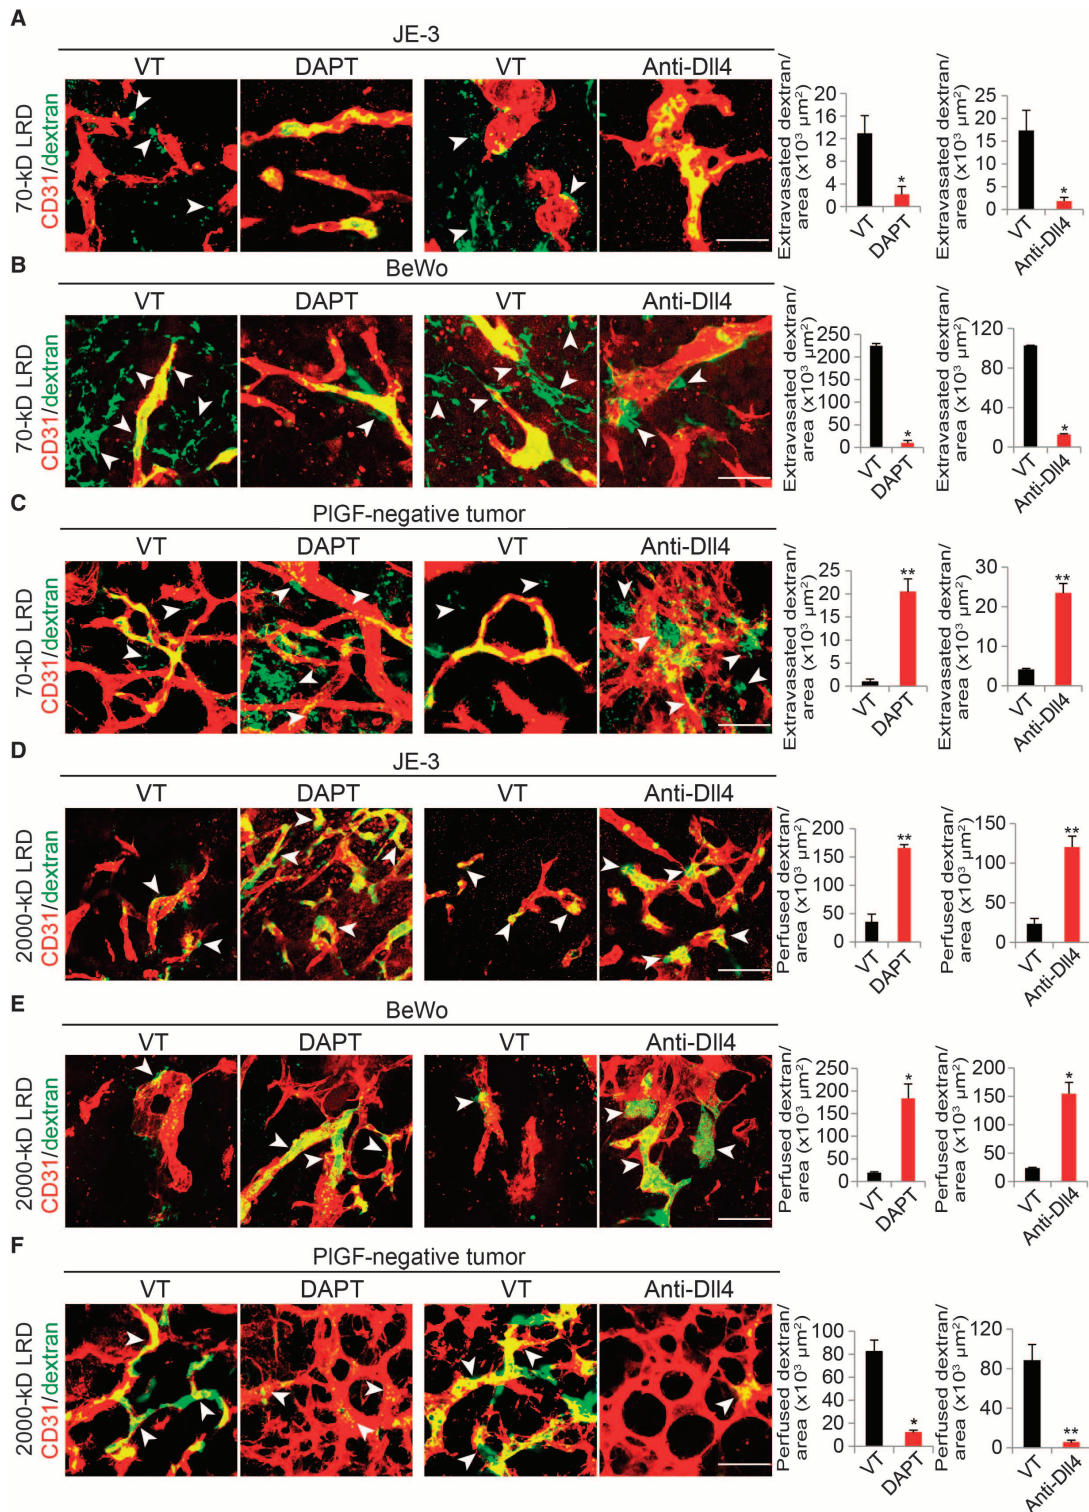 A
JE-3
VT DAPT VT Anti-Dll4
70-kD LRD
CD31/dextran
Extravasated dextran/
area (x10³ µm²)
20
16
12
8
4
0
*
VT
DAPT
Extravasated dextran/
area (x10³ µm²)
25
20
15
10
5
0
*
VT
Anti-Dll4
B
BeWo
VT DAPT VT Anti-Dll4
70-kD LRD
CD31/dextran
Extravasated dextran/
area (x10³ µm²)
250
200
150
100
50
0
*
VT
DAPT
Extravasated dextran/
area (x10³ µm²)
120
80
40
0
*
VT
Anti-Dll4
C
PlGF-negative tumor
VT DAPT VT Anti-Dll4
70-kD LRD
CD31/dextran
Extravasated dextran/
area (x10³ µm²)
25
20
15
10
5
0
**
VT
DAPT
Extravasated dextran/
area (x10³ µm²)
30
20
10
0
**
VT
Anti-Dll4
D
JE-3
VT DAPT VT Anti-Dll4
2000-kD LRD
CD31/dextran
Perfused dextran/
area (x10³ µm²)
200
150
100
50
0
**
VT
DAPT
Perfused dextran/
area (x10³ µm²)
150
100
50
0
**
VT
Anti-Dll4
E
BeWo
VT DAPT VT Anti-Dll4
2000-kD LRD
CD31/dextran
Perfused dextran/
area (x10³ µm²)
250
200
150
100
50
0
*
VT
DAPT
Perfused dextran/
area (x10³ µm²)
200
150
100
50
0
*
VT
Anti-Dll4
F
PlGF-negative tumor
VT DAPT VT Anti-Dll4
2000-kD LRD
CD31/dextran
Perfused dextran/
area (x10³ µm²)
100
80
60
40
20
0
*
VT
DAPT
Perfused dextran/
area (x10³ µm²)
120
80
40
0
**
VT
Anti-Dll4